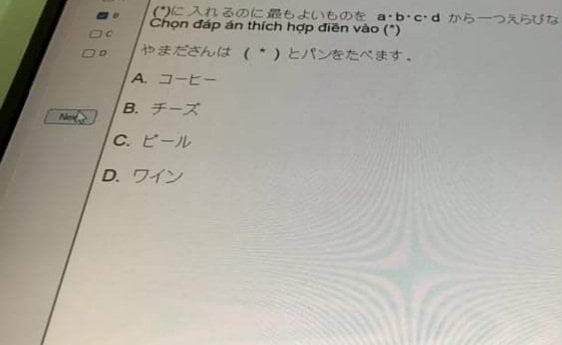 (*)に 入れるのに 最もよいものを a・b・c・d から一つえらびな
Chọn đáp án thích hợp điền vào (*)
やまださんは ( * ) とパンをたべます。
A. コーヒー
B. チーズ
C. ビール
D. ワイン
B
C
D
Next